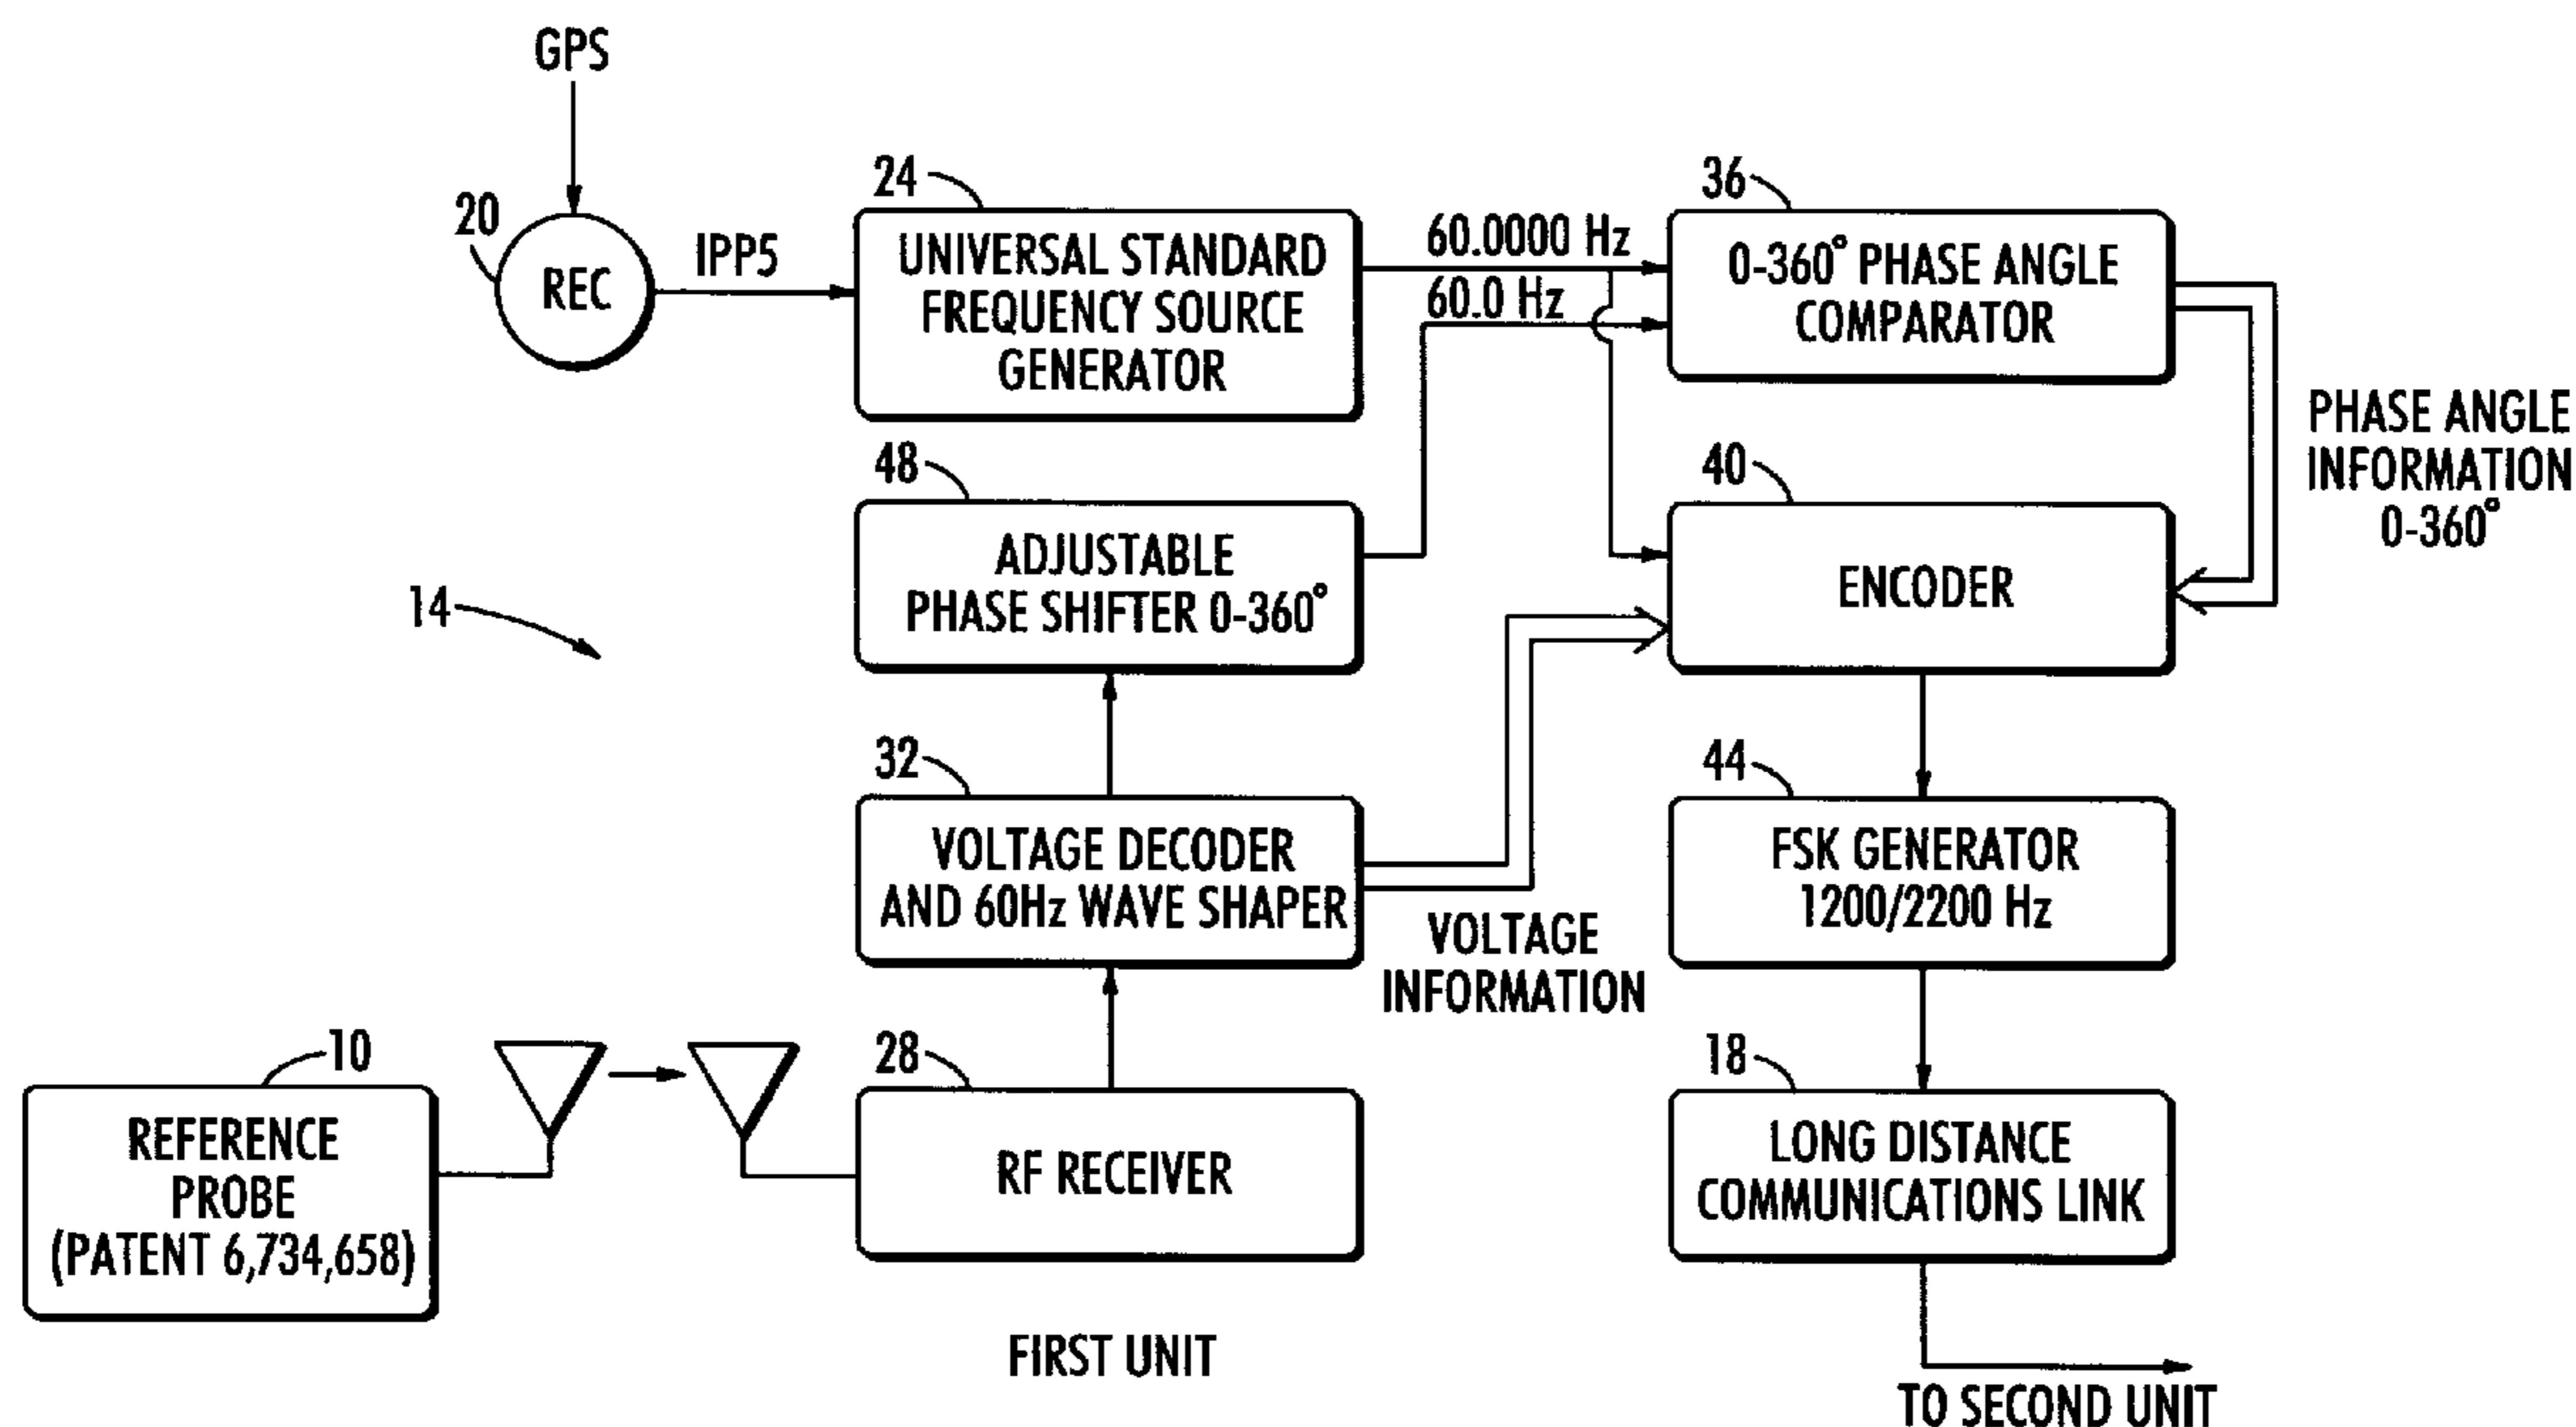 GPS
20
REC
IPP5
24
UNIVERSAL STANDARD
FREQUENCY SOURCE
GENERATOR
60.0000 Hz
60.0 Hz
36
0-360° PHASE ANGLE
COMPARATOR
PHASE ANGLE
INFORMATION
0-360°
14
48
ADJUSTABLE
PHASE SHIFTER 0-360°
40
ENCODER
32
VOLTAGE DECODER
AND 60Hz WAVE SHAPER
VOLTAGE
INFORMATION
44
FSK GENERATOR
1200/2200 Hz
10
REFERENCE
PROBE
(PATENT 6,734,658)
28
RF RECEIVER
18
LONG DISTANCE
COMMUNICATIONS LINK
FIRST UNIT
TO SECOND UNIT